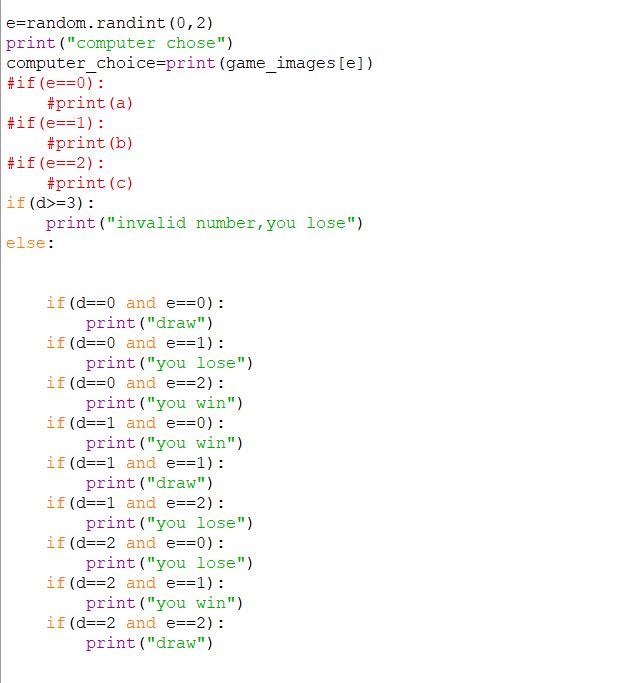 e=random.randint(0,2)
print("computer chose")
computer_choice=print(game_images[e])
#if(e==0):
    #print(a)
#if(e==1):
    #print(b)
#if(e==2):
    #print(c)
if(d>=3):
    print("invalid number,you lose")
else:
    if(d==0 and e==0):
        print("draw")
    if(d==0 and e==1):
        print("you lose")
    if(d==0 and e==2):
        print("you win")
    if(d==1 and e==0):
        print("you win")
    if(d==1 and e==1):
        print("draw")
    if(d==1 and e==2):
        print("you lose")
    if(d==2 and e==0):
        print("you lose")
    if(d==2 and e==1):
        print("you win")
    if(d==2 and e==2):
        print("draw")